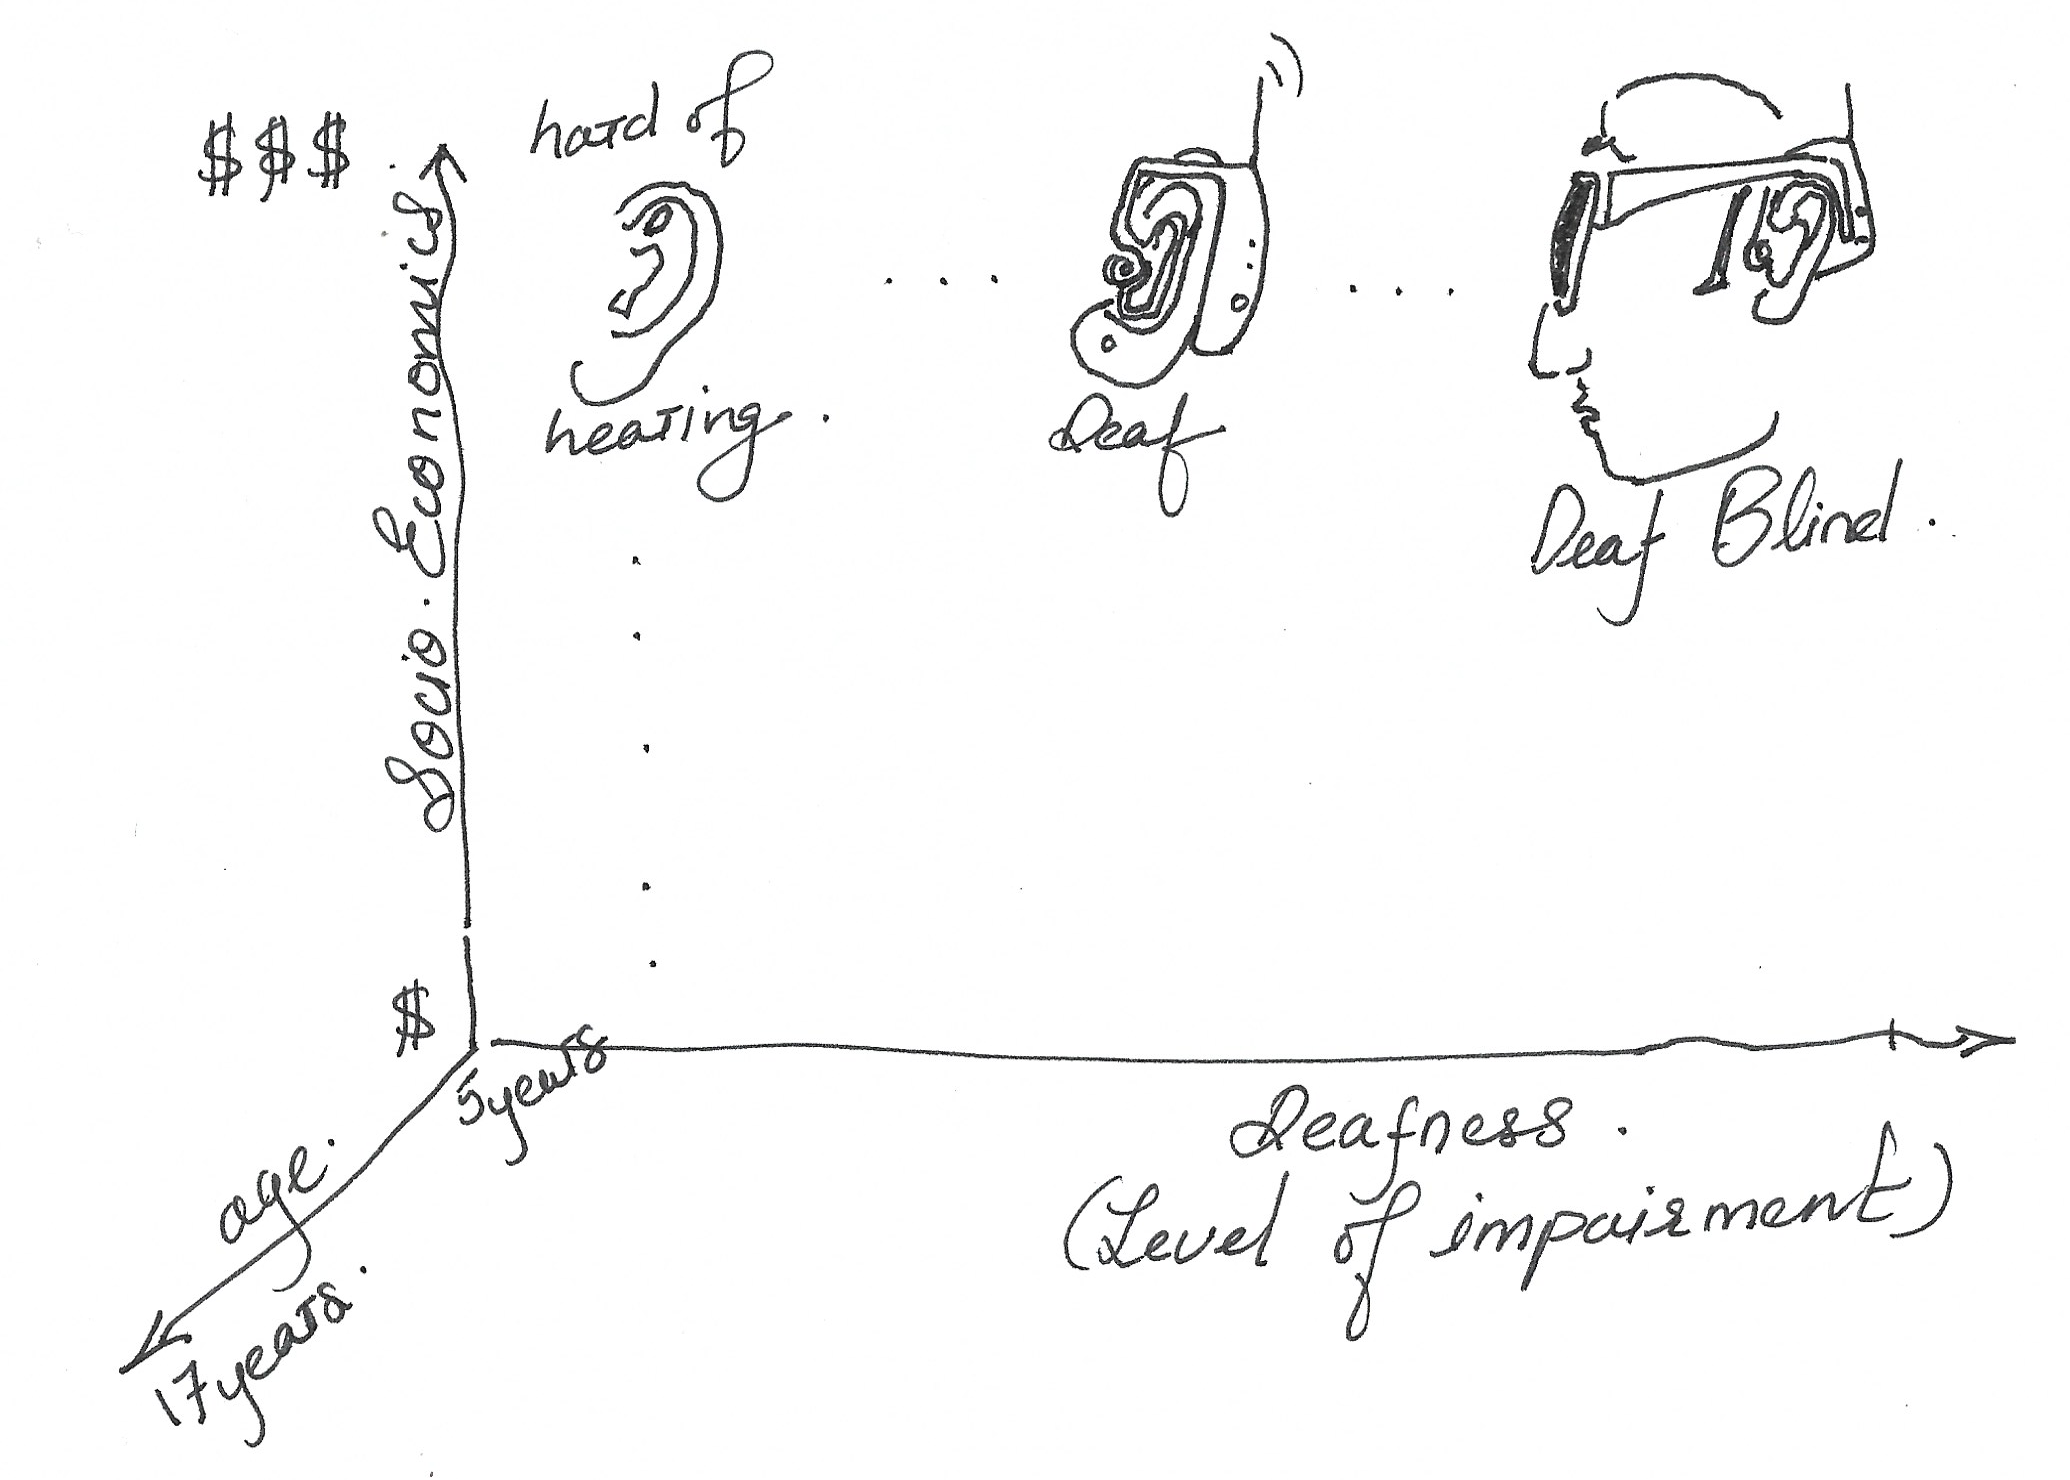 $$$
hard of
hearing.
Deaf
Deaf Blind.
Socio. Economics
$
5years
age.
17years.
Deafness.
(Level of impairment)